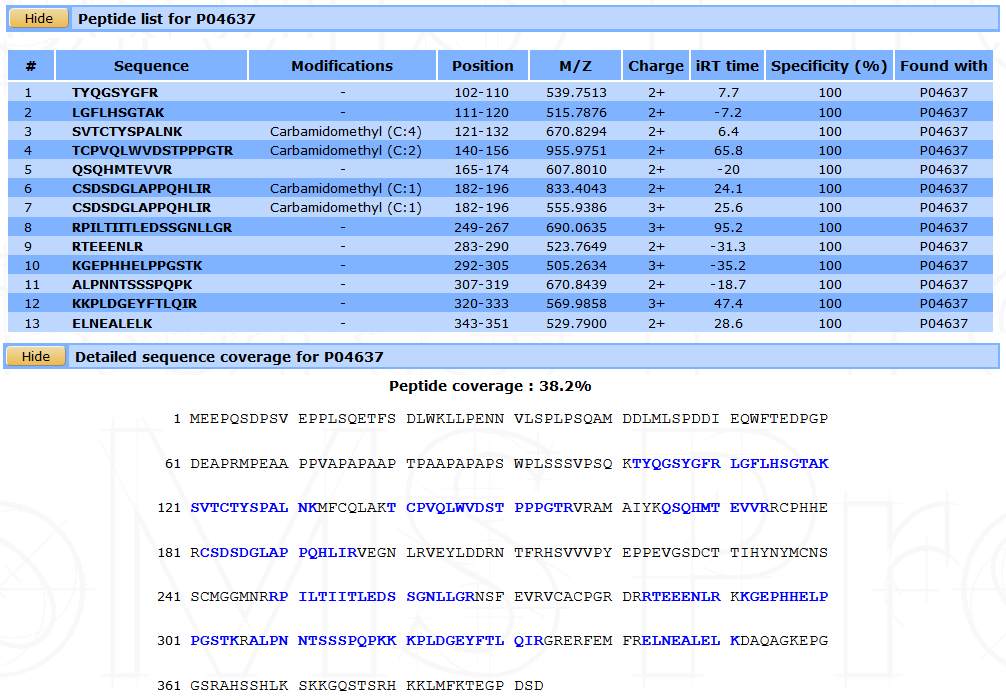 Hide Peptide list for P04637
# Sequence Modifications Position M/Z Charge iRT time Specificity (%) Found with
1 TYQGSYGFR - 102-110 539.7513 2+ 7.7 100 P04637
2 LGFLHSGTAK - 111-120 515.7876 2+ -7.2 100 P04637
3 SVTCTYSPALNK Carbamidomethyl (C:4) 121-132 670.8294 2+ 6.4 100 P04637
4 TCPVQLWVDSTPPPGTR Carbamidomethyl (C:2) 140-156 955.9751 2+ 65.8 100 P04637
5 QSQHMTEVVR - 165-174 607.8010 2+ -20 100 P04637
6 CSDSDGLAPPQHLIR Carbamidomethyl (C:1) 182-196 833.4043 2+ 24.1 100 P04637
7 CSDSDGLAPPQHLIR Carbamidomethyl (C:1) 182-196 555.9386 3+ 25.6 100 P04637
8 RPILTIITLEDSSGNLLGR - 249-267 690.0635 3+ 95.2 100 P04637
9 RTEEENLR - 283-290 523.7649 2+ -31.3 100 P04637
10 KGEPHHELPPGSTK - 292-305 505.2634 3+ -35.2 100 P04637
11 ALPNNTSSSPQPK - 307-319 670.8439 2+ -18.7 100 P04637
12 KKPLDGEYFTLQIR - 320-333 569.9858 3+ 47.4 100 P04637
13 ELNEALELK - 343-351 529.7900 2+ 28.6 100 P04637
Hide Detailed sequence coverage for P04637
Peptide coverage : 38.2%
1 MEEPQSDPSV EPPLSQETFS DLWKLLPENN VLSPLPSQAM DDLMLSPDDI EQWFTEDPGP
61 DEAPRMPEAA PPVAPAPAAP TPAAPAPAPS WPLSSSVPSQ KTYQGSYGFR LGFLHSGTAK
121 SVTCTYSPAL NKMFCQLAKT CPVQLWVDST PPPGTRVRAM AIYKQSQHMT EVVRRCPHHE
181 RCSDSDGLAP PQHLIRVEGN LRVEYLDDRN TFRHSVVVPY EPPEVGSDCT TIHYNYMCNS
241 SCMGGMNRRP ILTIITLEDS SGNLLGRNSF EVRVCACPGR DRRTEEENLR KKGEPHHELP
301 PGSTKRALPN NTSSSPQPKK KPLDGEYFTL QIRGRERFEM FRELNEALEL KDAQAGKEPG
361 GSRAHSSHLK SKKGQSTSRH KKLMFKTEGP DSD